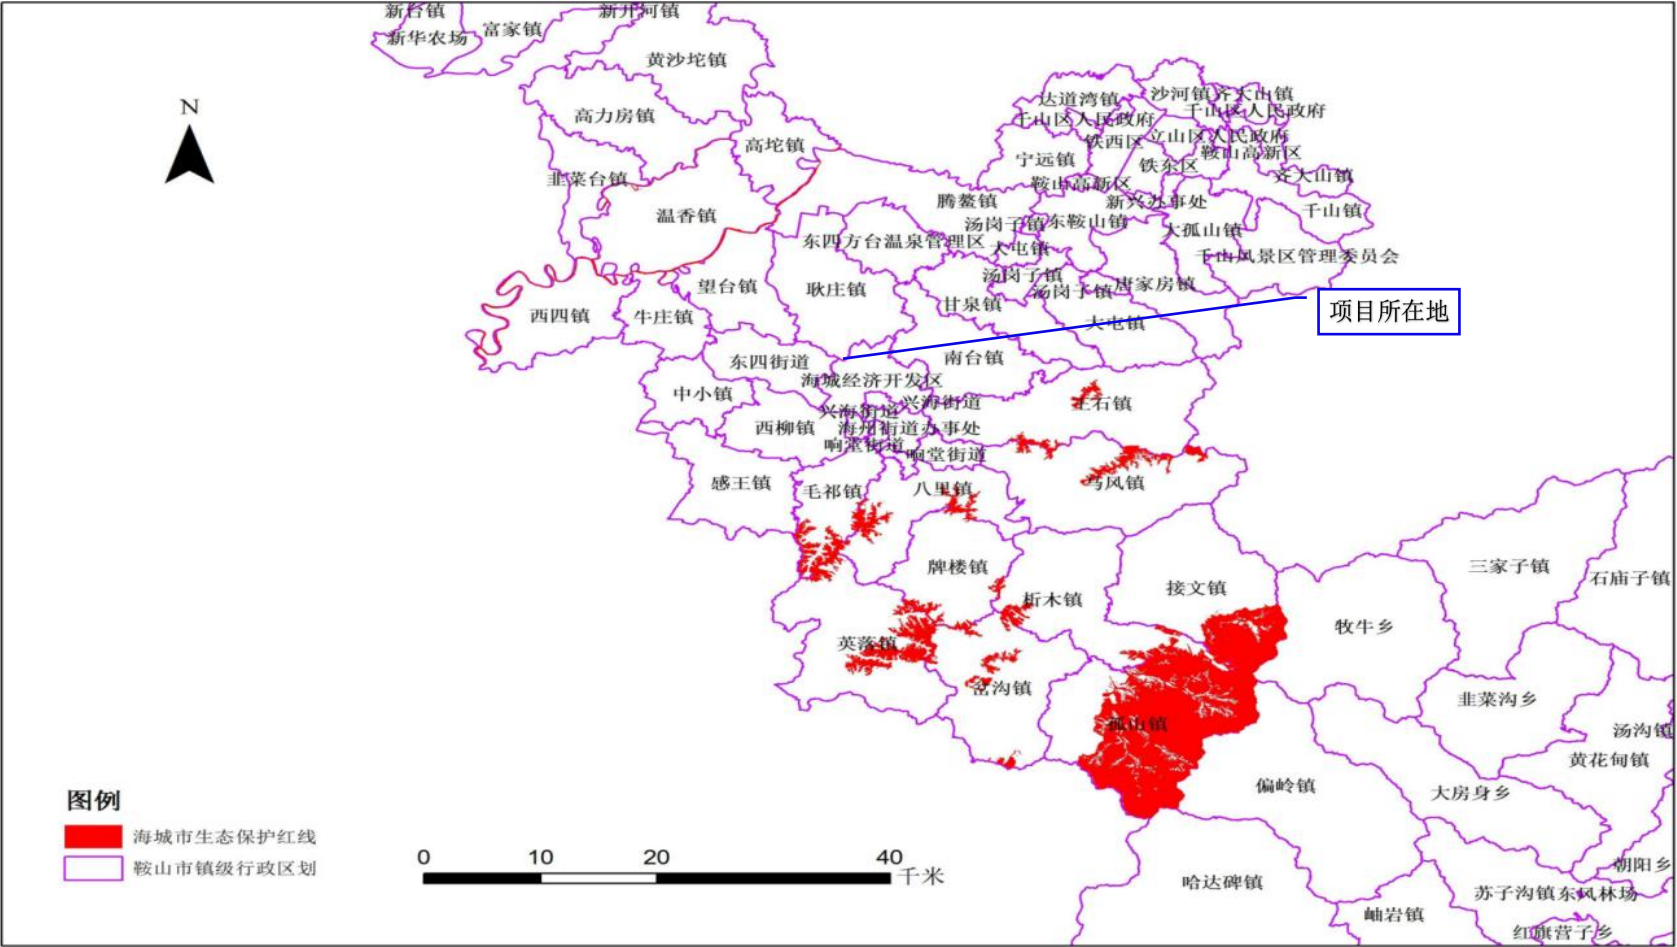 新台镇
新开河镇
新华农场
富家镇
黄沙坨镇
N
高力房镇
高坨镇
达道湾镇
沙河镇
齐大山镇
千山区人民政府
千山区人民政府
铁西区
立山区人民政府
鞍山高新区
宁远镇
铁东区
韭菜台镇
鞍山高新区
齐大山镇
温香镇
腾鳌镇
新兴办事处
千山镇
汤岗子镇
东鞍山镇
大孤山镇
东四方台温泉管理区
大屯镇
千山风景区管理委员会
汤岗子镇
望台镇
耿庄镇
汤岗子镇
唐家房镇
甘泉镇
西四镇
牛庄镇
大屯镇
项目所在地
东四街道
南台镇
海城经济开发区
中小镇
兴海街道
兴海街道
王石镇
西柳镇
海州街道办事处
响堂街道
响堂街道
感王镇
毛祁镇
八里镇
马风镇
牌楼镇
析木镇
接文镇
三家子镇
石庙子镇
牧牛乡
英落镇
岔沟镇
孤山镇
韭菜沟乡
汤沟镇
黄花甸镇
偏岭镇
大房身乡
图例
海城市生态保护红线
鞍山市镇级行政区划
0 10 20 40
千米
朝阳乡
哈达碑镇
苏子沟镇
东风林场
岫岩镇
红旗营子乡